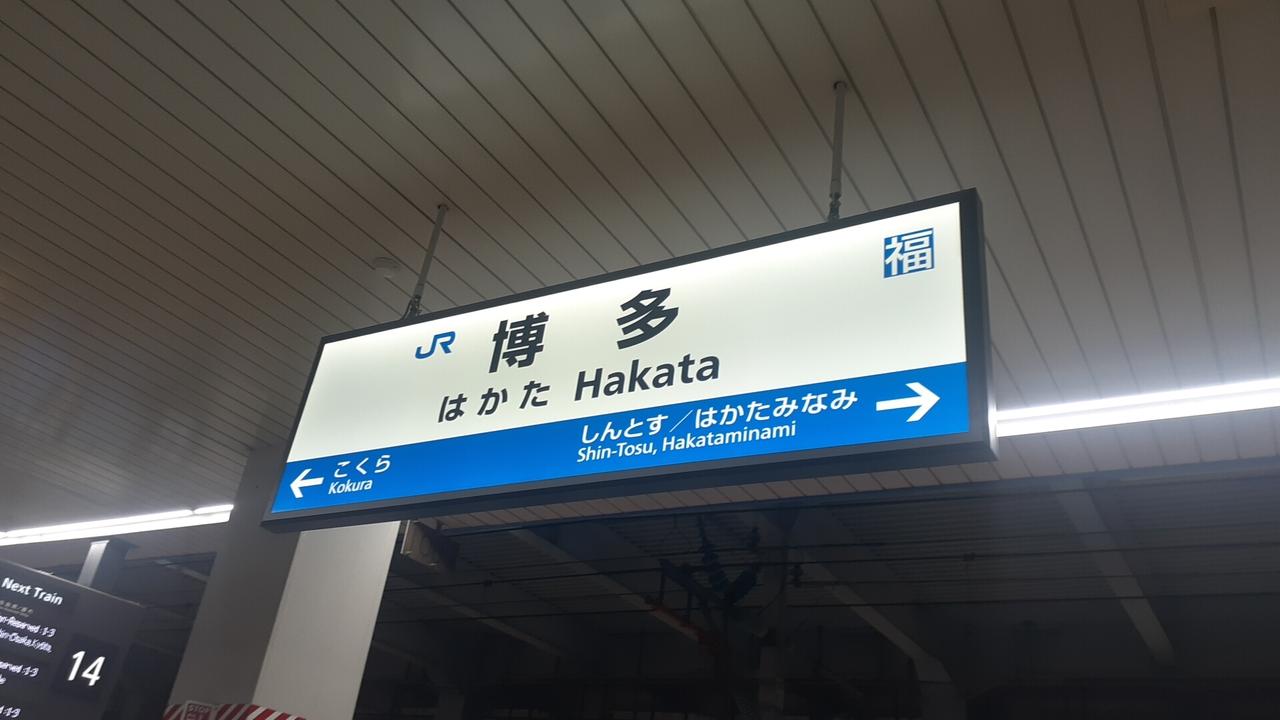 福
JR 博多
はかた Hakata
しんとす／はかたみなみ
Shin-Tosu, Hakataminami
こくら
Kokura
Next Train
14